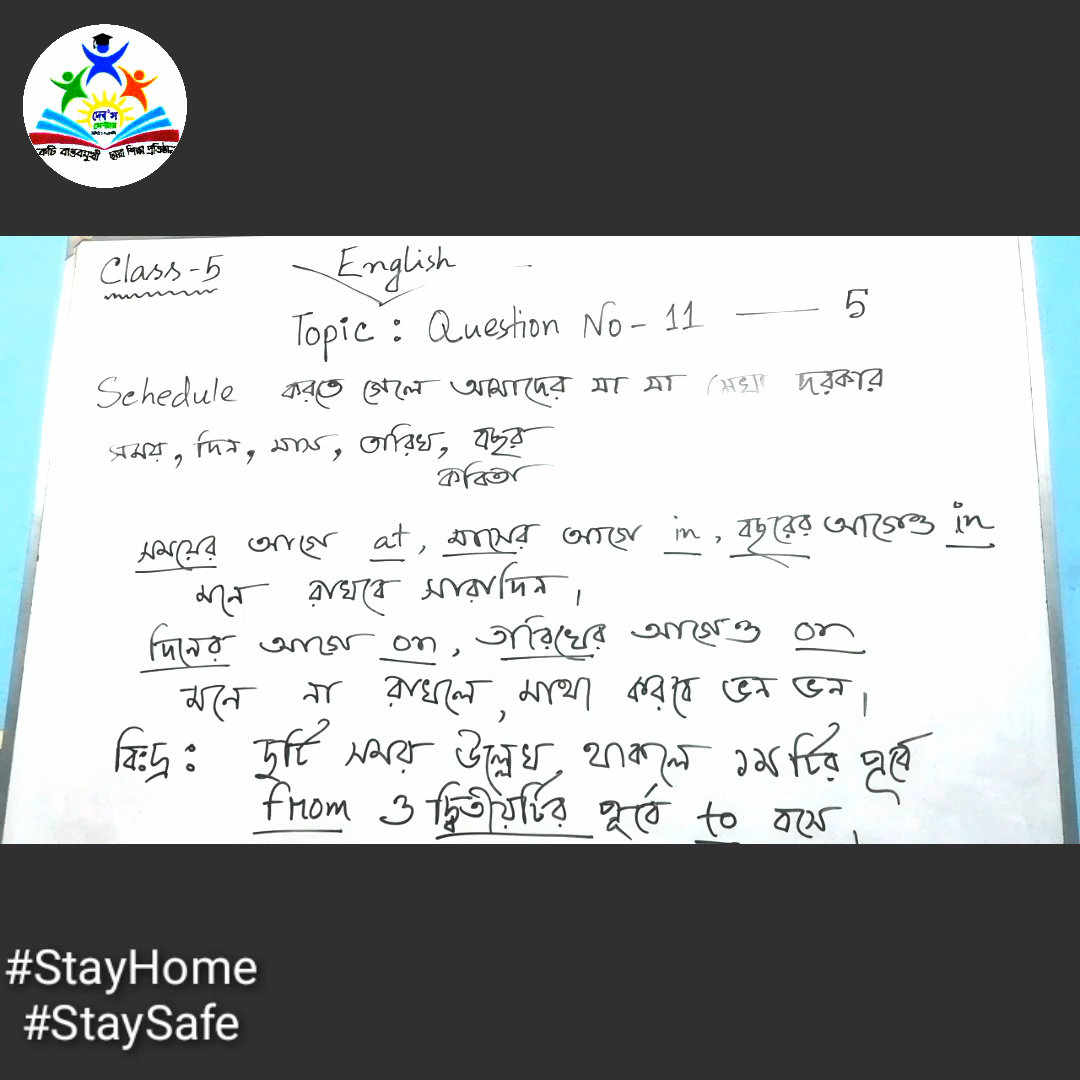 দেব'স
Class-5 English
Topic: Question No-11 — 5
Schedule করতে গেলে আমাদের যা যা শেখা দরকার
সময়, দিন, মাস, তারিখ, বছর
কবিতা
সময়ের আগে at, মাসের আগে in, বছরের আগেও in
মনে রাখবে সারাদিন।
দিনের আগে on, তারিখের আগেও on
মনে না রাখলে, মাথা করবে ভন ভন।
বিঃদ্র: দুটি সময় উল্লেখ থাকলে ১ম টির পূর্বে
from ও দ্বিতীয়টির পূর্বে to বসে।
#StayHome
#StaySafe